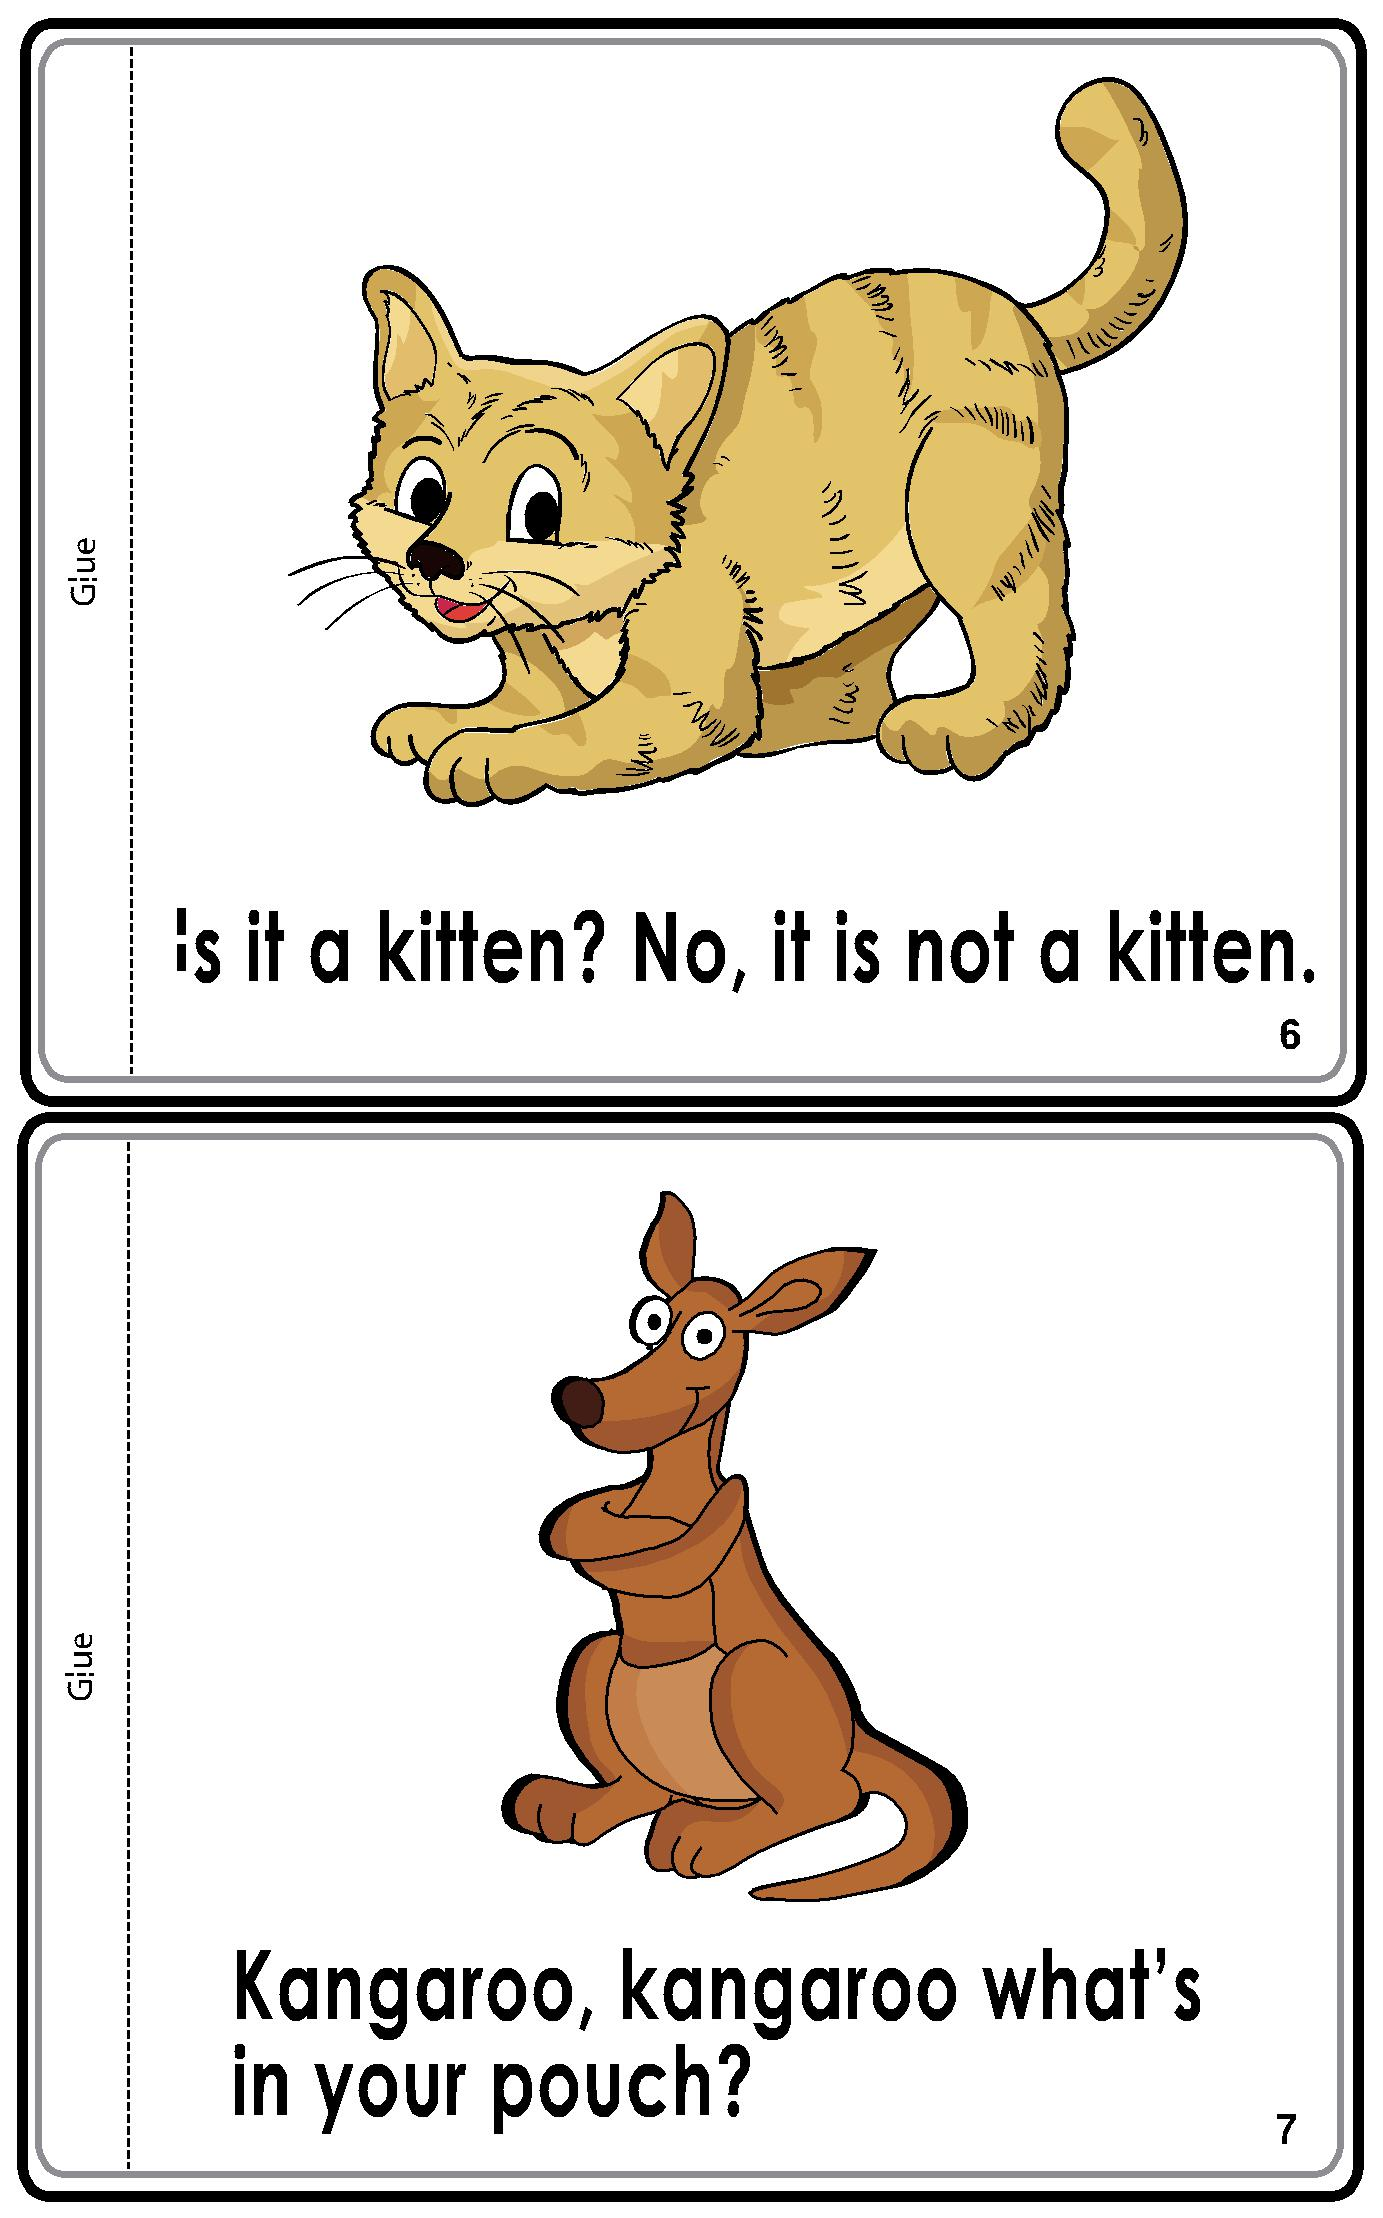 Glue
Is it a kitten? No, it is not a kitten.
6
Glue
Kangaroo, kangaroo what's
in your pouch?
7